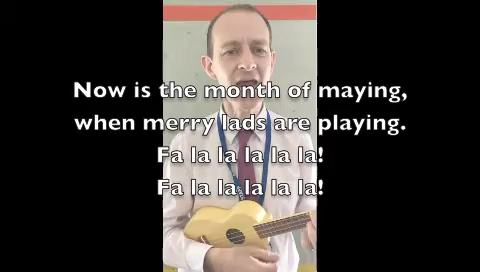 Now is the month of maying,
when merry lads are playing.
Fa la la la la la!
Fa la la la la la!